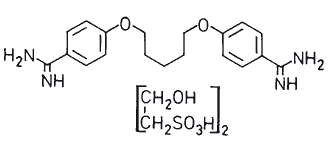 O O
H₂N NH₂
NH NH
CH₂OH
CH₂SO₃H 2